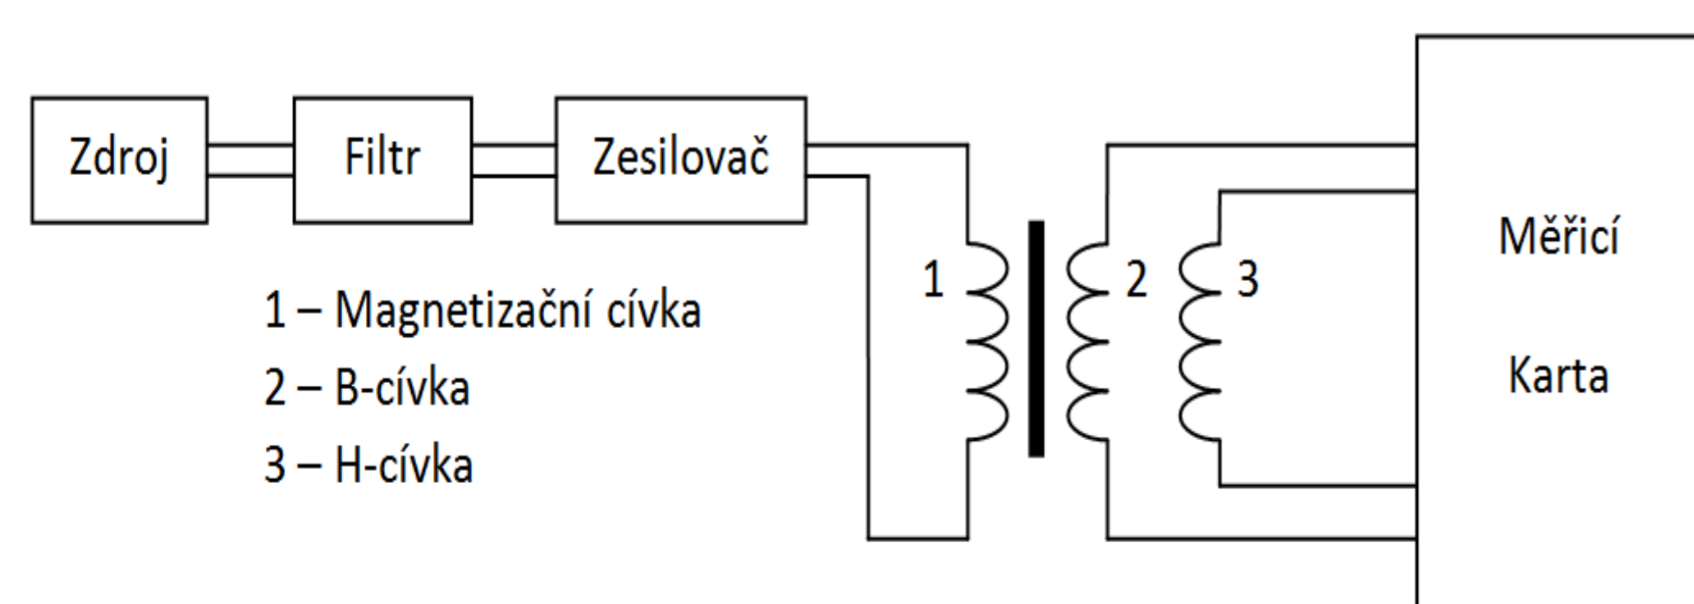 Zdroj
Filtr
Zesilovač
1
2
3
Měřicí
Karta
1 – Magnetizační cívka
2 – B-cívka
3 – H-cívka